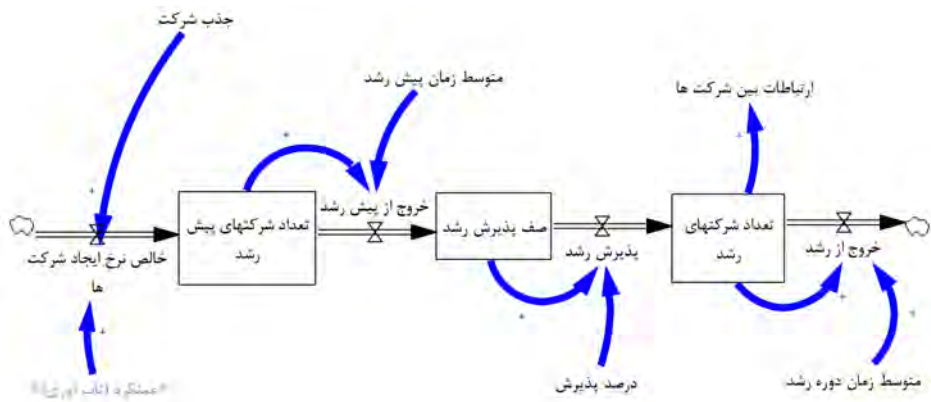 جذب شرکت
متوسط زمان پیش رشد
ارتباطات بین شرکت ها
تعداد شرکتهای پیش
رشد
خروج از پیش رشد
صف پذیرش رشد
پذیرش رشد
تعداد شرکتهای
رشد
خروج از رشد
خالص نرخ ایجاد شرکت
ها
درصد پذیرش
متوسط زمان دوره رشد